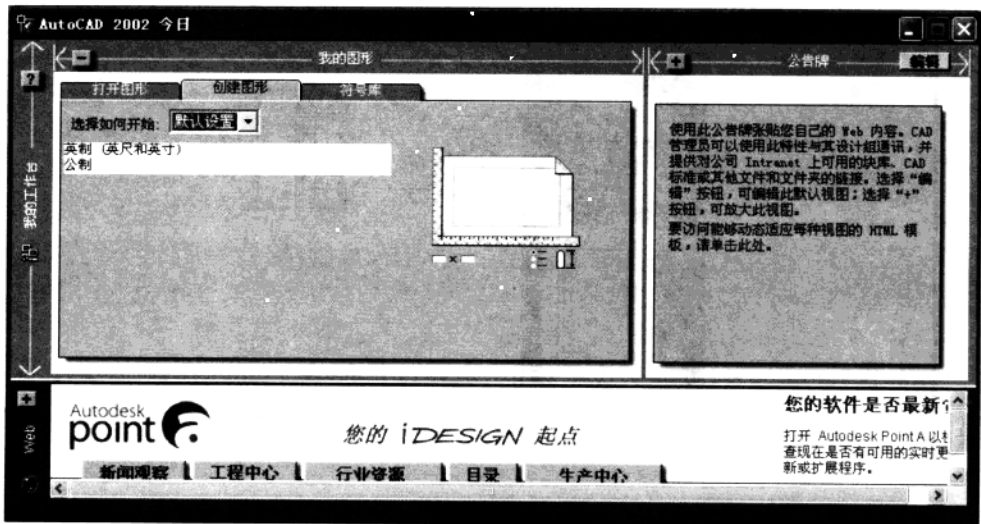 AutoCAD 2002 今日
我的图形
公告牌
编辑
打开图形
创建图形
符号库
选择如何开始:
默认设置
英制 (英尺和英寸)
公制
使用此公告牌张贴您自己的 Web 内容。CAD
管理员可以使用此特性与其设计组通讯，并
提供对公司 Intranet 上可用的块库、CAD
标准或其他文件和文件夹的链接。选择“编
辑”按钮，可编辑此默认视图；选择“+”
按钮，可放大此视图。
要访问能够动态适应每种视图的 HTML 模
板，请单击此处。
我的工作台
Web
Autodesk
point
您的 iDESIGN 起点
新闻观察
工程中心
行业资源
目录
生产中心
您的软件是否最新
打开 Autodesk Point A 以
查现在是否有可用的实时更
新或扩展程序。